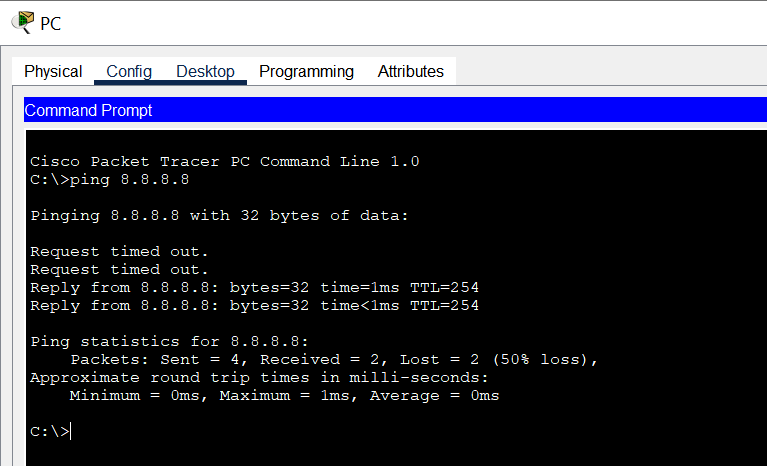 PC
Physical Config Desktop Programming Attributes
Command Prompt
Cisco Packet Tracer PC Command Line 1.0
C:\>ping 8.8.8.8
Pinging 8.8.8.8 with 32 bytes of data:
Request timed out.
Request timed out.
Reply from 8.8.8.8: bytes=32 time=1ms TTL=254
Reply from 8.8.8.8: bytes=32 time<1ms TTL=254
Ping statistics for 8.8.8.8:
Packets: Sent = 4, Received = 2, Lost = 2 (50% loss),
Approximate round trip times in milli-seconds:
Minimum = 0ms, Maximum = 1ms, Average = 0ms
C:\>